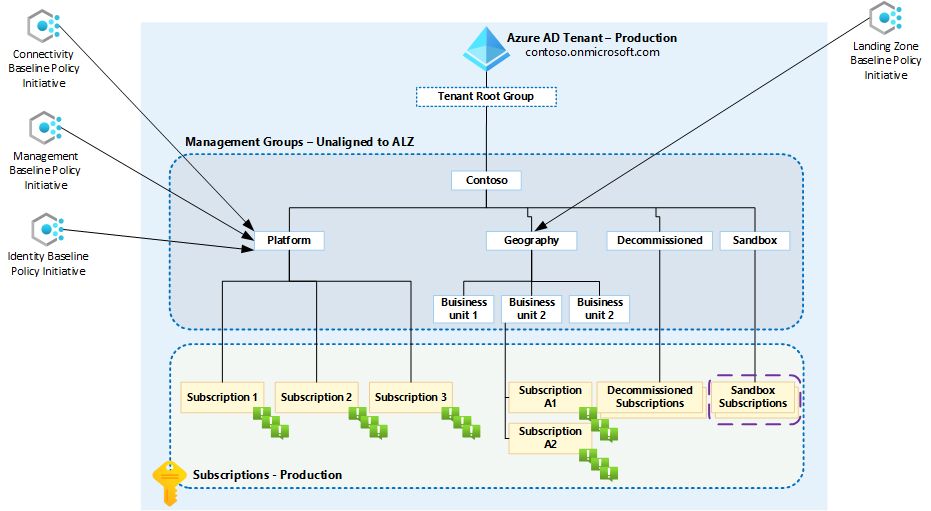 Azure AD Tenant – Production
contoso.onmicrosoft.com
Tenant Root Group
Connectivity
Baseline Policy
Initiative
Landing Zone
Baseline Policy
Initiative
Management
Baseline Policy
Initiative
Identity Baseline
Policy Initiative
Management Groups – Unaligned to ALZ
Contoso
Platform
Geography
Decommissioned
Sandbox
Buisiness
unit 1
Buisiness
unit 2
Buisiness
unit 2
Subscription 1
Subscription 2
Subscription 3
Subscription
A1
Subscription
A2
Decommissioned
Subscriptions
Sandbox
Subscriptions
Subscriptions - Production